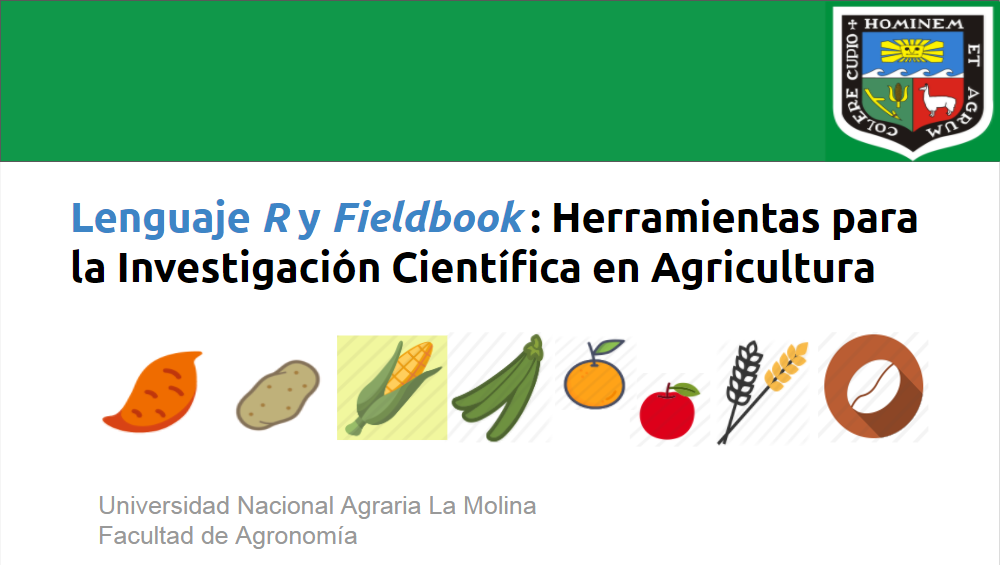 COLERE CUPIO + HOMINEM ET AGRUM
Lenguaje R y Fieldbook : Herramientas para
la Investigación Científica en Agricultura
Universidad Nacional Agraria La Molina
Facultad de Agronomía